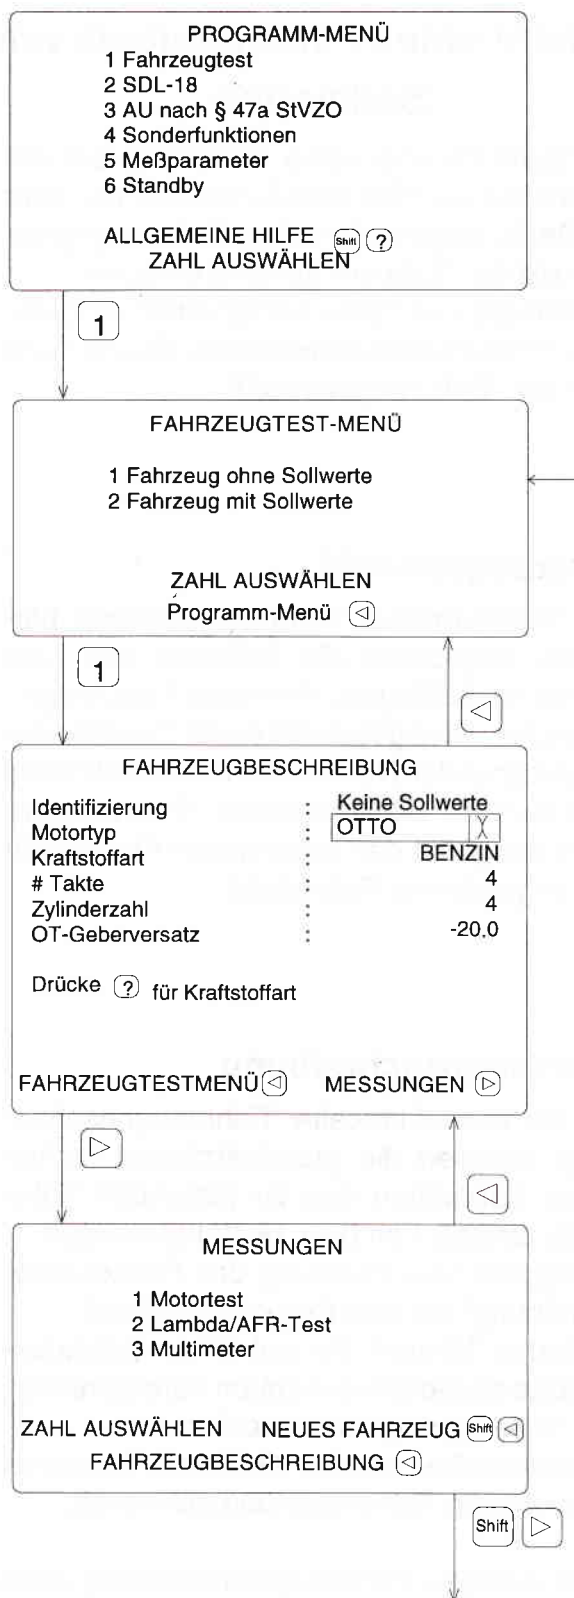 PROGRAMM-MENÜ
1 Fahrzeugtest
2 SDL-18
3 AU nach § 47a StVZO
4 Sonderfunktionen
5 Meßparameter
6 Standby
ALLGEMEINE HILFE Shift ?
ZAHL AUSWÄHLEN
1
FAHRZEUGTEST-MENÜ
1 Fahrzeug ohne Sollwerte
2 Fahrzeug mit Sollwerte
ZAHL AUSWÄHLEN
Programm-Menü ◁
1
◁
FAHRZEUGBESCHREIBUNG
Identifizierung : Keine Sollwerte
Motortyp : OTTO
Kraftstoffart : BENZIN
# Takte : 4
Zylinderzahl : 4
OT-Geberversatz : -20.0
Drücke ? für Kraftstoffart
FAHRZEUGTESTMENÜ ◁ MESSUNGEN ▷
▷
◁
MESSUNGEN
1 Motortest
2 Lambda/AFR-Test
3 Multimeter
ZAHL AUSWÄHLEN NEUES FAHRZEUG Shift ◁
FAHRZEUGBESCHREIBUNG ◁
Shift ▷